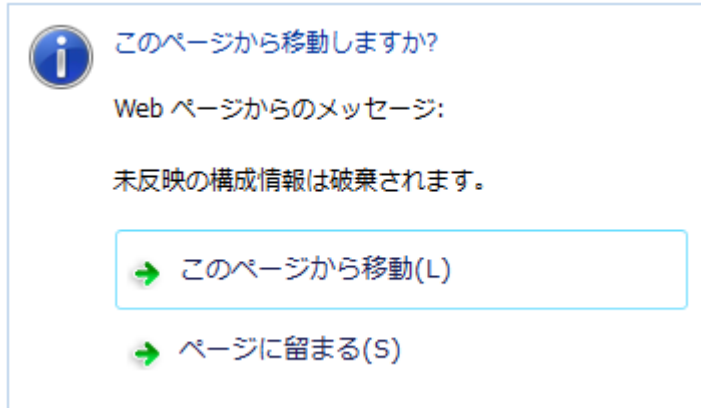 このページから移動しますか?
Web ページからのメッセージ:
未反映の構成情報は破棄されます。
このページから移動(L)
ページに留まる(S)